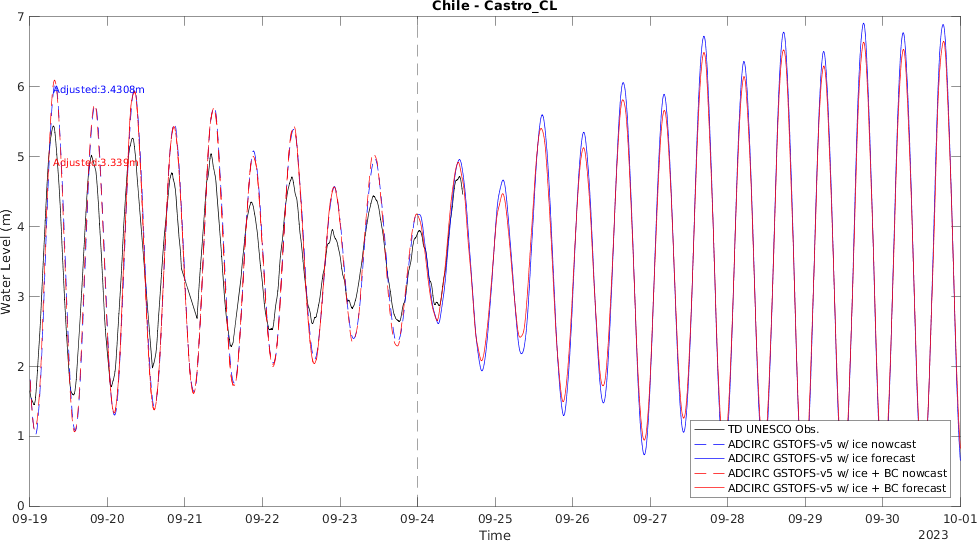 Chile - Castro_CL
7
6
5
4
3
2
1
0
Water Level (m)
Adjusted:3.4308m
Adjusted:3.339m
TD UNESCO Obs.
ADCIRC GSTOFS-v5 w/ ice nowcast
ADCIRC GSTOFS-v5 w/ ice forecast
ADCIRC GSTOFS-v5 w/ ice + BC nowcast
ADCIRC GSTOFS-v5 w/ ice + BC forecast
09-19 09-20 09-21 09-22 09-23 09-24 09-25 09-26 09-27 09-28 09-29 09-30 10-01
Time
2023